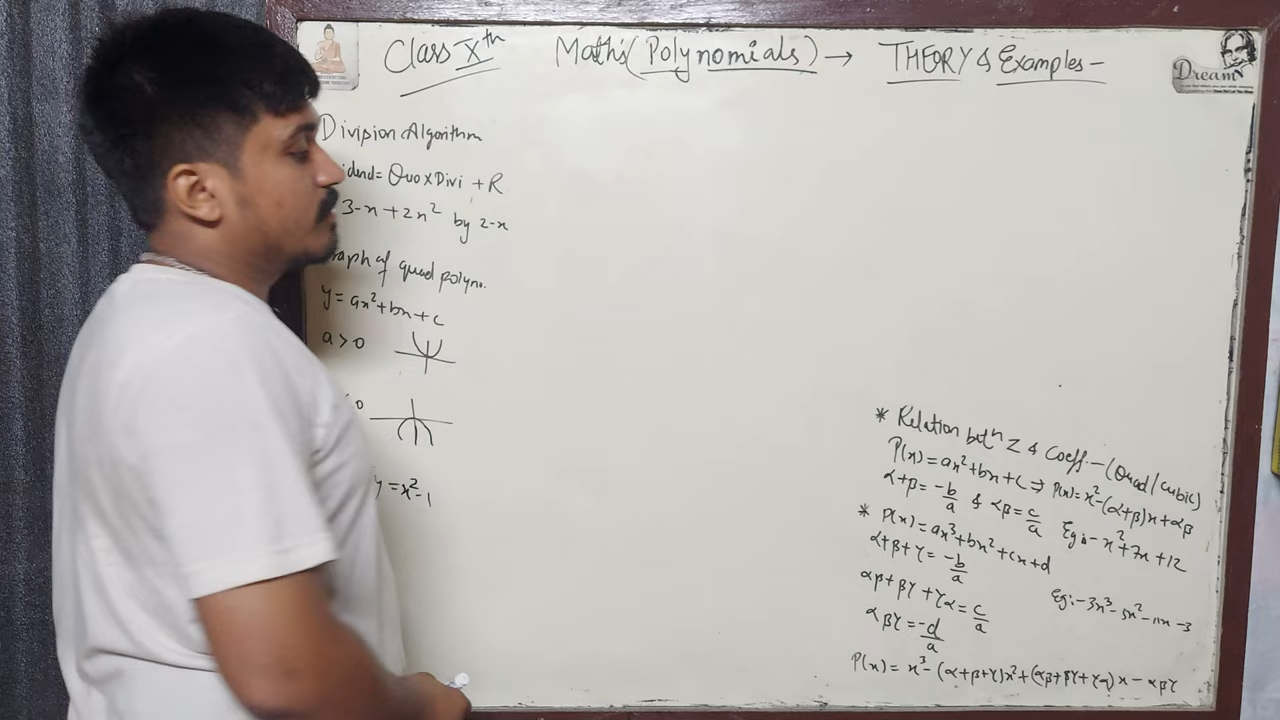 Class Xth Maths (Polynomials) → THEORY & Examples -
Dream
Division Algorithm
idend = Quo x Divi + R
3-x+2x² by 2-x
raph of quad polyno.
y = ax²+bx+c
a > 0
0
y = x²-1
* Relation betⁿ Z & Coeff. - (Quad/cubic)
P(x) = ax²+bx+c ⇒ P(x) = x²-(α+β)x+αβ
α+β = -b/a & αβ = c/a Eg:- x²+7x+12
* P(x) = ax³+bx²+cx+d
α+β+γ = -b/a
αβ+βγ+γα = c/a Eg:- 3x³-5x²-11x-3
αβγ = -d/a
P(x) = x³-(α+β+γ)x²+(αβ+βγ+γα)x-αβγ